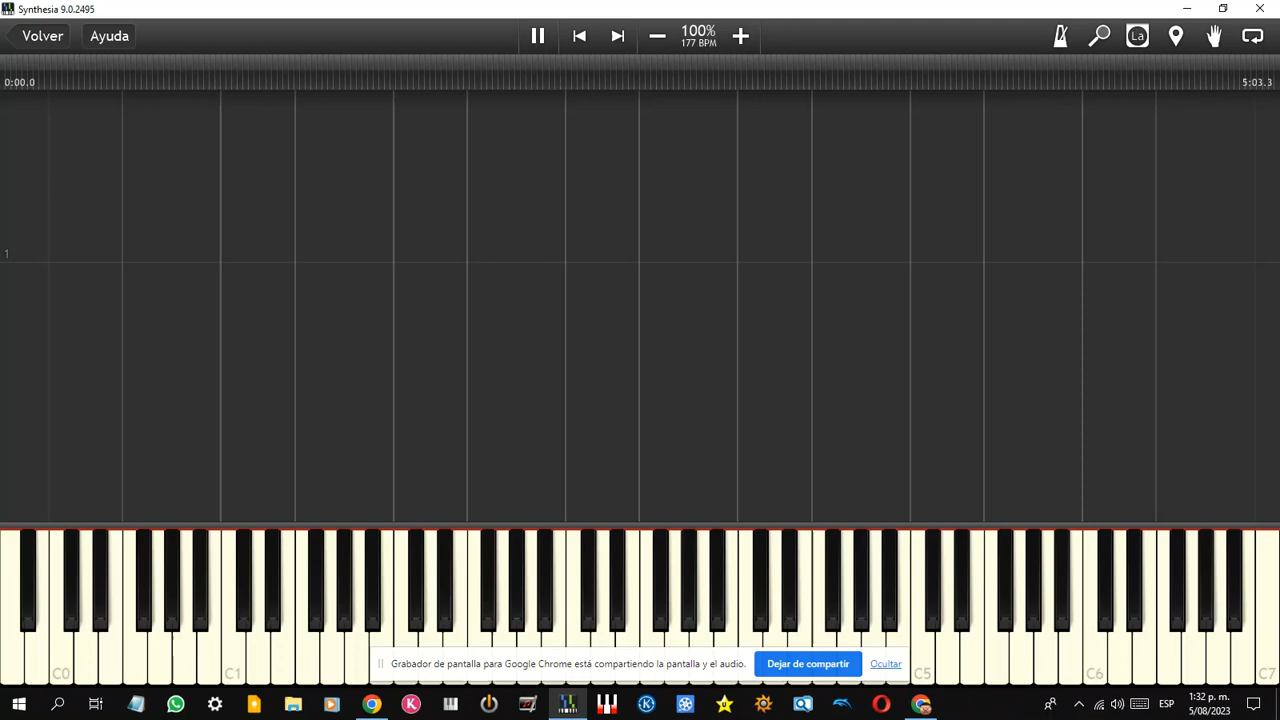 Synthesia 9.0.2495
Volver
Ayuda
100%
177 BPM
La
0:00.0
5:03.3
1
C0
C1
C5
C6
C7
Grabador de pantalla para Google Chrome está compartiendo la pantalla y el audio.
Dejar de compartir
Ocultar
K
ESP
1:32 p. m.
5/08/2023